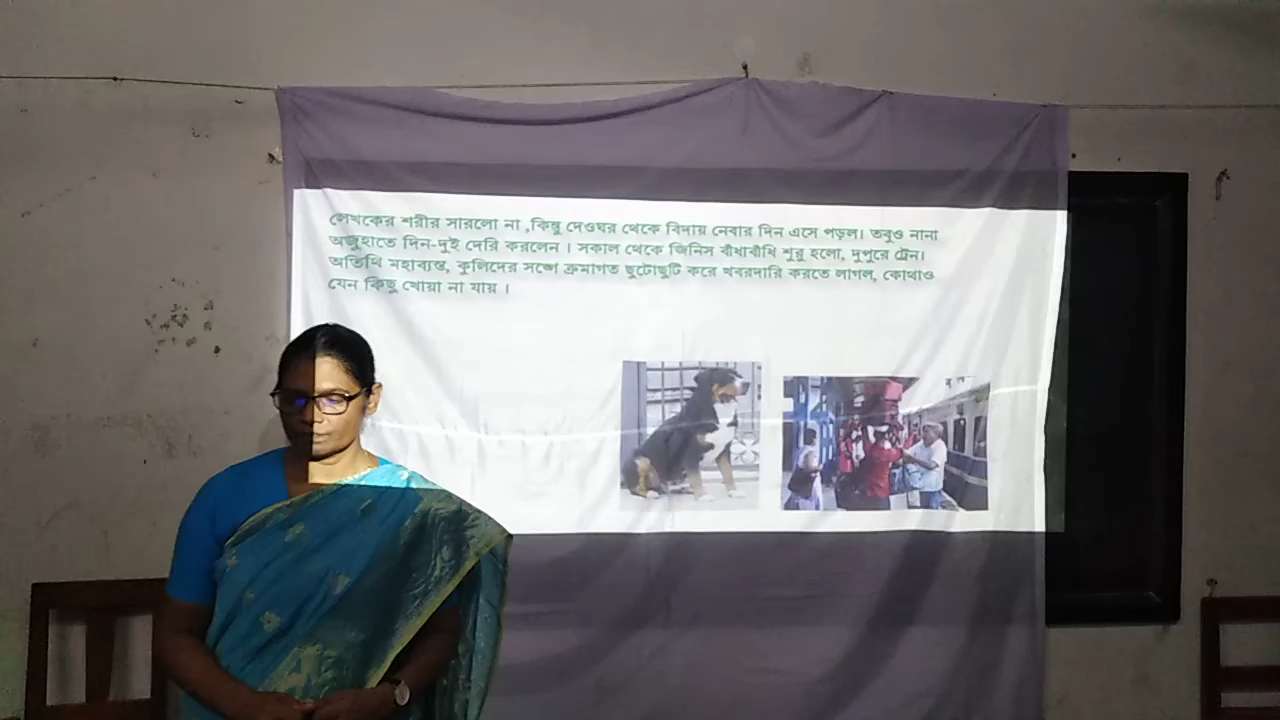 লেখকের শরীর সারলো না ,কিন্তু দেওঘর থেকে বিদায় নেবার দিন এসে পড়ল। তবুও নানা
অজুহাতে দিন-দুই দেরি করলেন । সকাল থেকে জিনিস বাঁধাবাঁধি শুরু হলো, দুপুরে ট্রেন।
অতিথি মহাব্যস্ত, কুলিদের সঙ্গে ক্রমাগত ছুটোছুটি করে খবরদারি করতে লাগল, কোথাও
যেন কিছু খোয়া না যায় ।